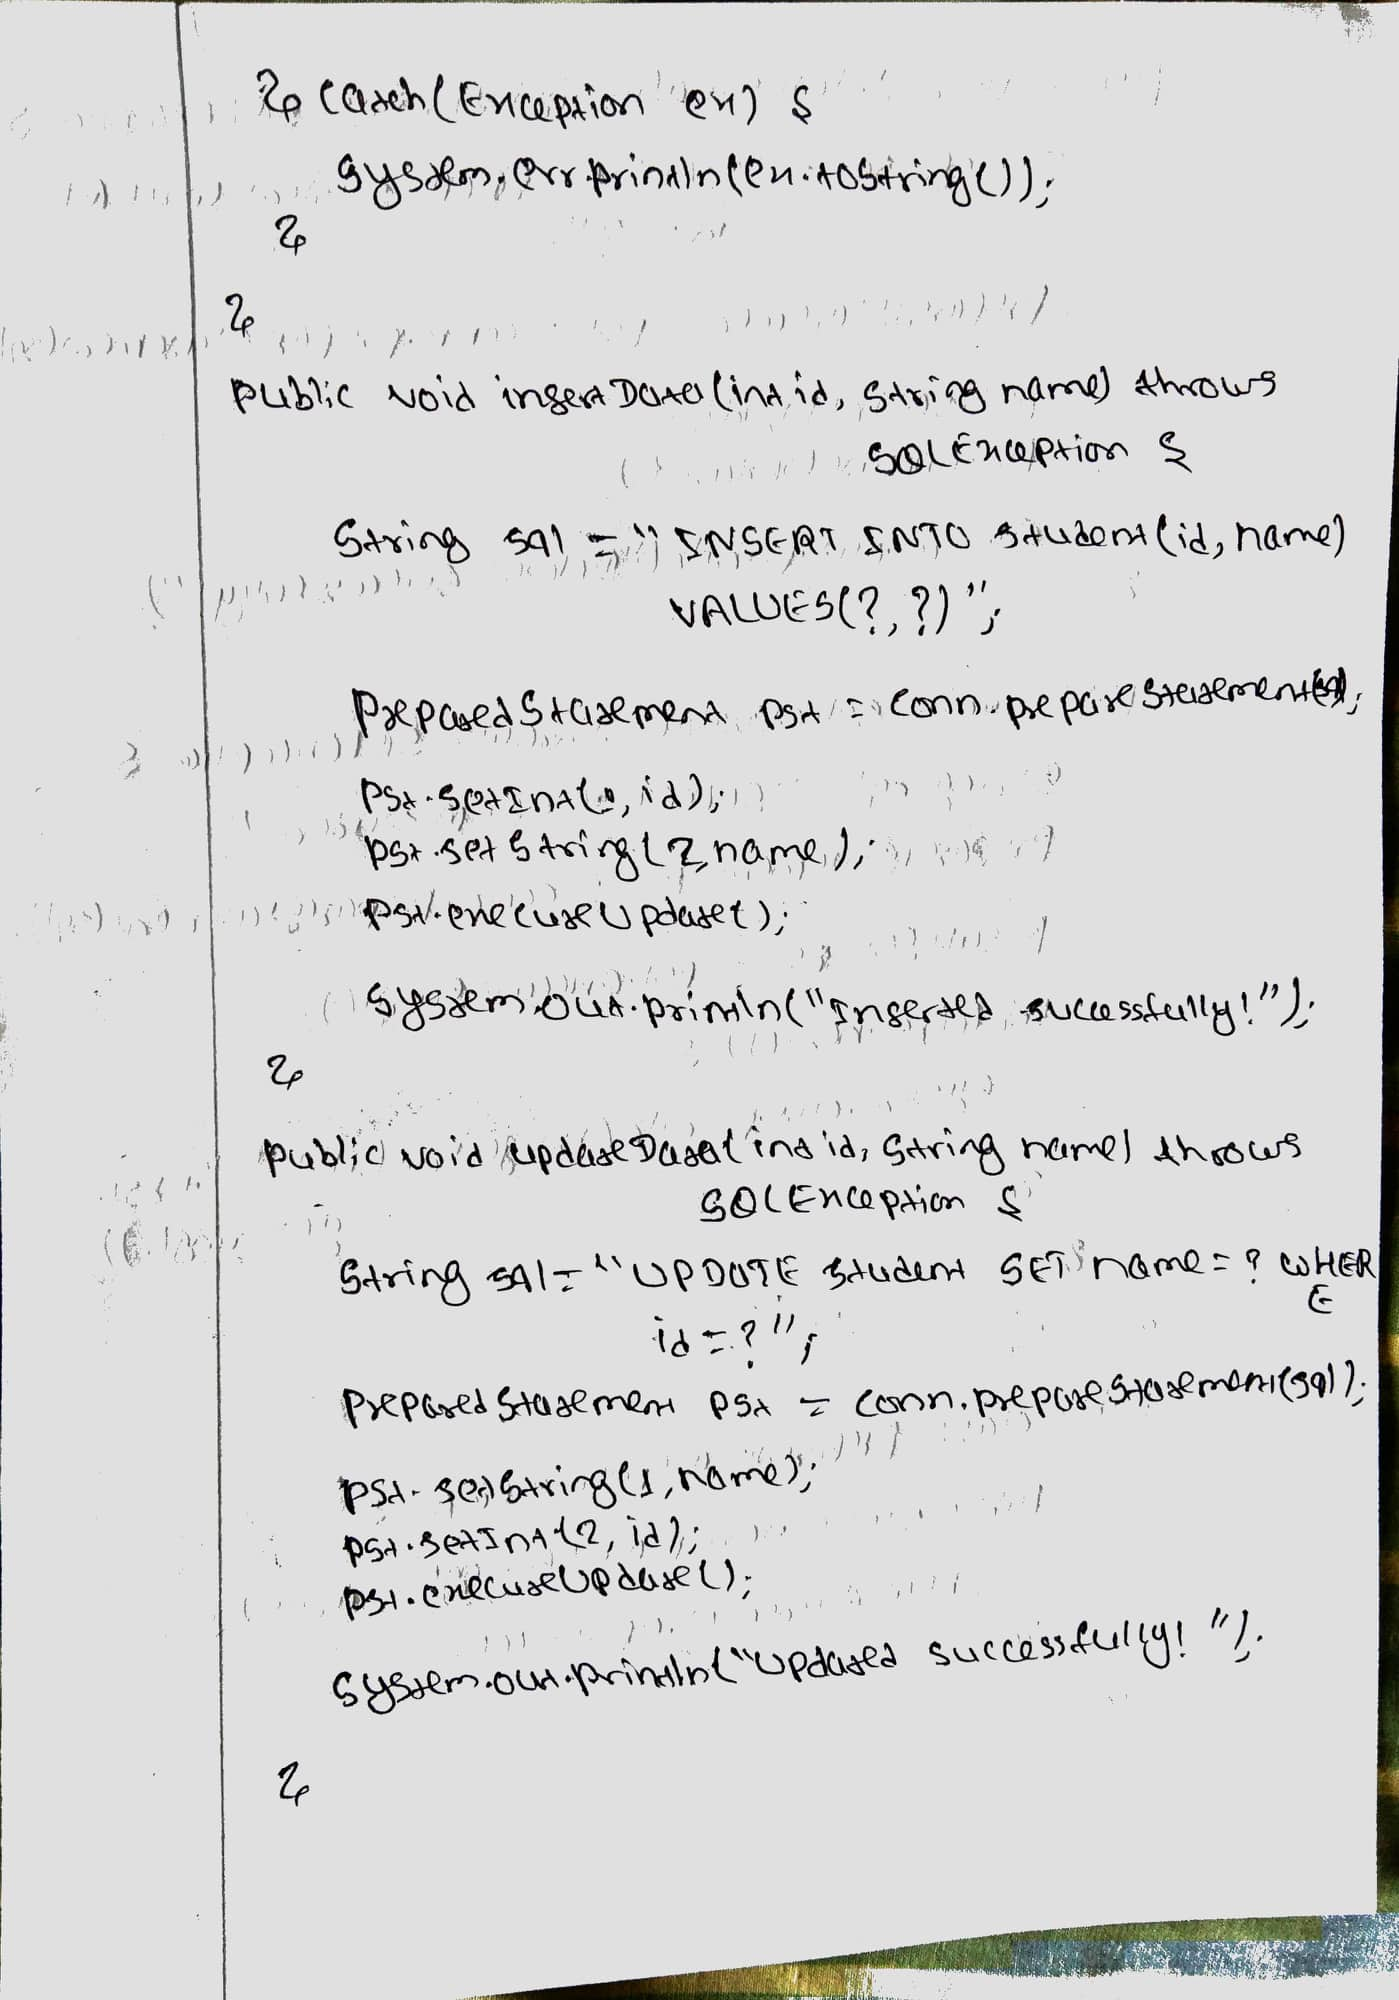 } catch(Exception ex) {
System.err.println(ex.toString());
}
}
public void insertData(int id, String name) throws
SQLException {
String sql = "INSERT INTO student(id, name)
VALUES(?, ?)";
PreparedStatement pst = conn.prepareStatement(sql);
pst.setInt(1, id);
pst.setString(2, name);
pst.executeUpdate();
System.out.println("Inserted successfully!");
}
public void updateData(int id, String name) throws
SQLException {
String sql = "UPDATE student SET name = ? WHER
E
id = ?";
PreparedStatement pst = conn.prepareStatement(sql);
pst.setString(1, name);
pst.setInt(2, id);
pst.executeUpdate();
System.out.println("Updated successfully! ");
}